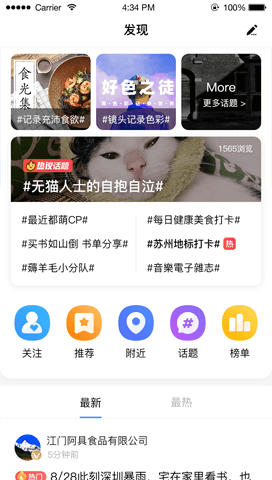 Carrier
4:34 PM
83%
发现
食光集
#记录充沛食欲#
好色之徒
#镜头记录色彩#
More
更多话题 >
热议话题
1565浏览
#无猫人士的自抱自泣#
#最近都萌CP#
#每日健康美食打卡#
#买书如山倒 书单分享#
#苏州地标打卡# 热
#薅羊毛小分队#
#音樂電子雜志#
关注
推荐
附近
话题
榜单
最新
最热
江门阿具食品有限公司
5分钟前
热门 8/28此刻深圳暴雨，宅在家里看书，也